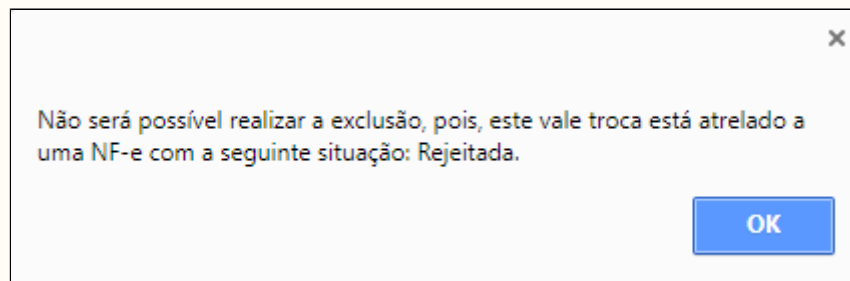 Não será possível realizar a exclusão, pois, este vale troca está atrelado a
uma NF-e com a seguinte situação: Rejeitada.
OK